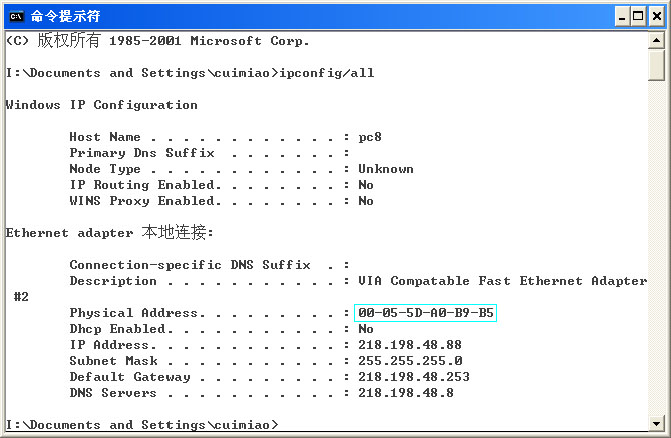 命令提示符
(C) 版权所有 1985-2001 Microsoft Corp.
I:\Documents and Settings\cuimiao>ipconfig/all
Windows IP Configuration
Host Name . . . . . . . . . . . . : pc8
Primary Dns Suffix  . . . . . . . :
Node Type . . . . . . . . . . . . : Unknown
IP Routing Enabled. . . . . . . . : No
WINS Proxy Enabled. . . . . . . . : No
Ethernet adapter 本地连接:
Connection-specific DNS Suffix  . :
Description . . . . . . . . . . . : VIA Compatable Fast Ethernet Adapter
#2
Physical Address. . . . . . . . . : 00-05-5D-A0-B9-B5
Dhcp Enabled. . . . . . . . . . . : No
IP Address. . . . . . . . . . . . : 218.198.48.88
Subnet Mask . . . . . . . . . . . : 255.255.255.0
Default Gateway . . . . . . . . . : 218.198.48.253
DNS Servers . . . . . . . . . . . : 218.198.48.8
I:\Documents and Settings\cuimiao>